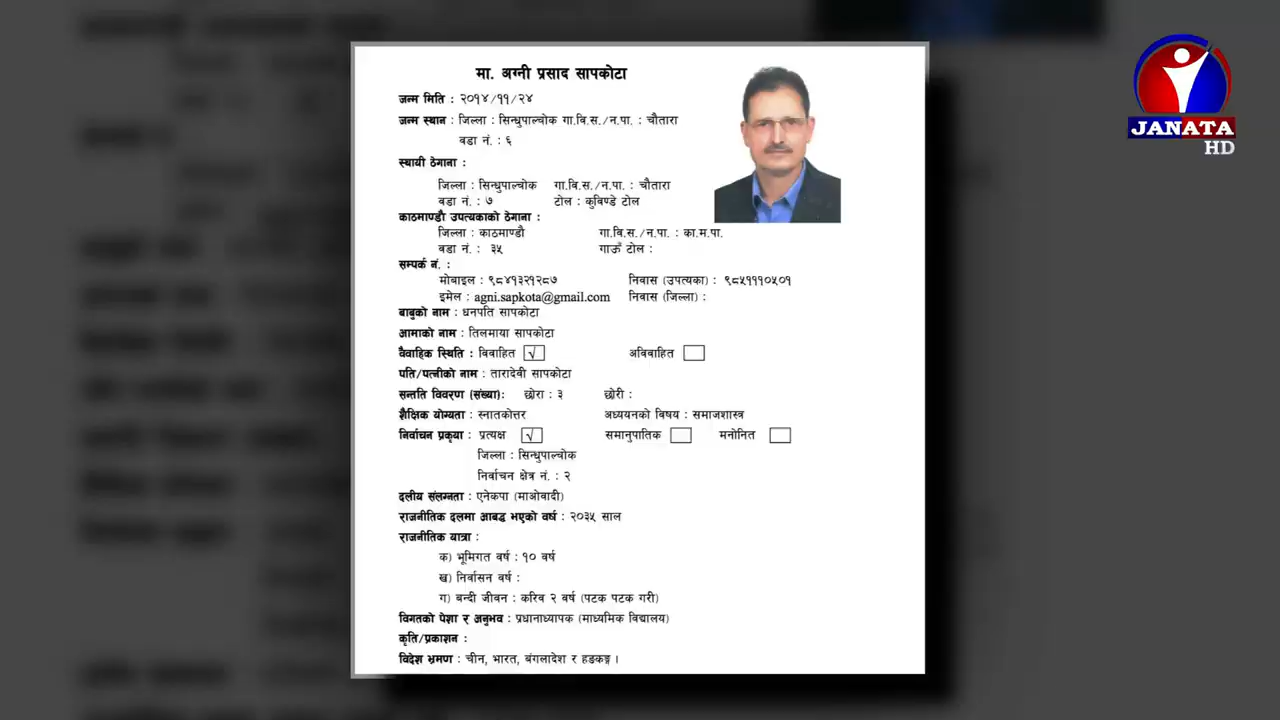 मा. अग्नी प्रसाद सापकोटा
जन्म मिति : २०१४/११/२४
जन्म स्थान : जिल्ला : सिन्धुपाल्चोक गा.वि.स./न.पा. : चौतारा
वडा नं. : ६
स्थायी ठेगाना :
जिल्ला : सिन्धुपाल्चोक गा.वि.स./न.पा. : चौतारा
वडा नं. : ७ टोल : कुविण्डे टोल
काठमाण्डौ उपत्यकाको ठेगाना :
जिल्ला : काठमाण्डौ गा.वि.स./न.पा. : का.म.पा.
वडा नं. : ३५ गाऊँ टोल :
सम्पर्क नं. :
मोबाइल : ९८४१३२१२८७ निवास (उपत्यका) : ९८५१११०५०१
इमेल : agni.sapkota@gmail.com निवास (जिल्ला) :
बाबुको नाम : धनपति सापकोटा
आमाको नाम : तिलमाया सापकोटा
वैवाहिक स्थिति : विवाहित √ अविवाहित
पति/पत्नीको नाम : तारादेवी सापकोटा
सन्तति विवरण (संख्या): छोरा : ३ छोरी :
शैक्षिक योग्यता : स्नातकोत्तर अध्ययनको विषय : समाजशास्त्र
निर्वाचन प्रकृया : प्रत्यक्ष √ समानुपातिक मनोनित
जिल्ला : सिन्धुपाल्चोक
निर्वाचन क्षेत्र नं. : २
दलीय संलग्नता : एनेकपा (माओवादी)
राजनीतिक दलमा आबद्ध भएको वर्ष : २०३५ साल
राजनीतिक यात्रा :
क) भूमिगत वर्ष : १० वर्ष
ख) निर्वासन वर्ष :
ग) बन्दी जीवन : करिव २ वर्ष (पटक पटक गरी)
विगतको पेशा र अनुभव : प्रधानाध्यापक (माध्यमिक विद्यालय)
कृति/प्रकाशन :
विदेश भ्रमण : चीन, भारत, बंगलादेश र हङकङ्ग ।
JANATA
HD